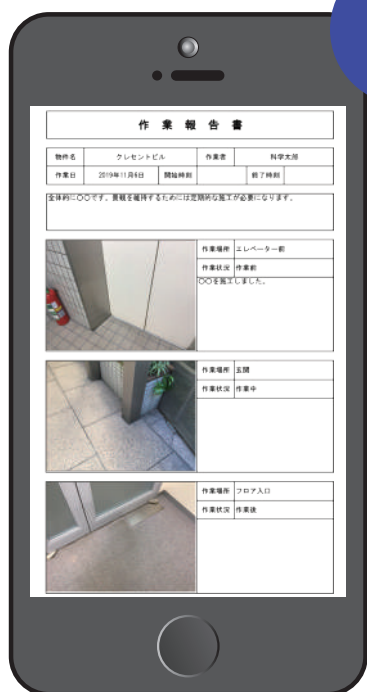 作業報告書
物件名 クレセントビル 作業者 科学太郎
作業日 2019年11月6日 開始時刻 終了時刻
全体的に〇〇です。景観を維持するためには定期的な施工が必要になります。
作業場所 エレベーター前
作業状況 作業前
〇〇を施工しました。
作業場所 玄関
作業状況 作業中
作業場所 フロア入口
作業状況 作業後